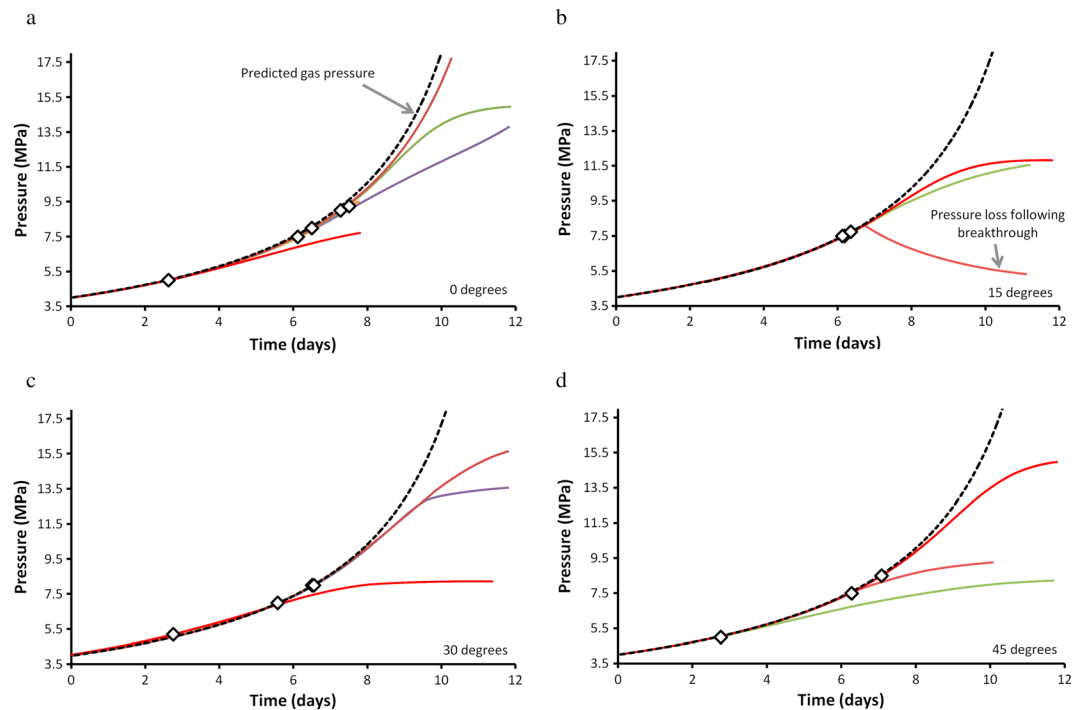 a
Pressure (MPa)
17.5
15.5
13.5
11.5
9.5
7.5
5.5
3.5
Predicted gas pressure
0 degrees
0 2 4 6 8 10 12
Time (days)
b
Pressure (MPa)
17.5
15.5
13.5
11.5
9.5
7.5
5.5
3.5
Pressure loss following
breakthrough
15 degrees
0 2 4 6 8 10 12
Time (days)
c
Pressure (MPa)
17.5
15.5
13.5
11.5
9.5
7.5
5.5
3.5
30 degrees
0 2 4 6 8 10 12
Time (days)
d
Pressure (MPa)
17.5
15.5
13.5
11.5
9.5
7.5
5.5
3.5
45 degrees
0 2 4 6 8 10 12
Time (days)